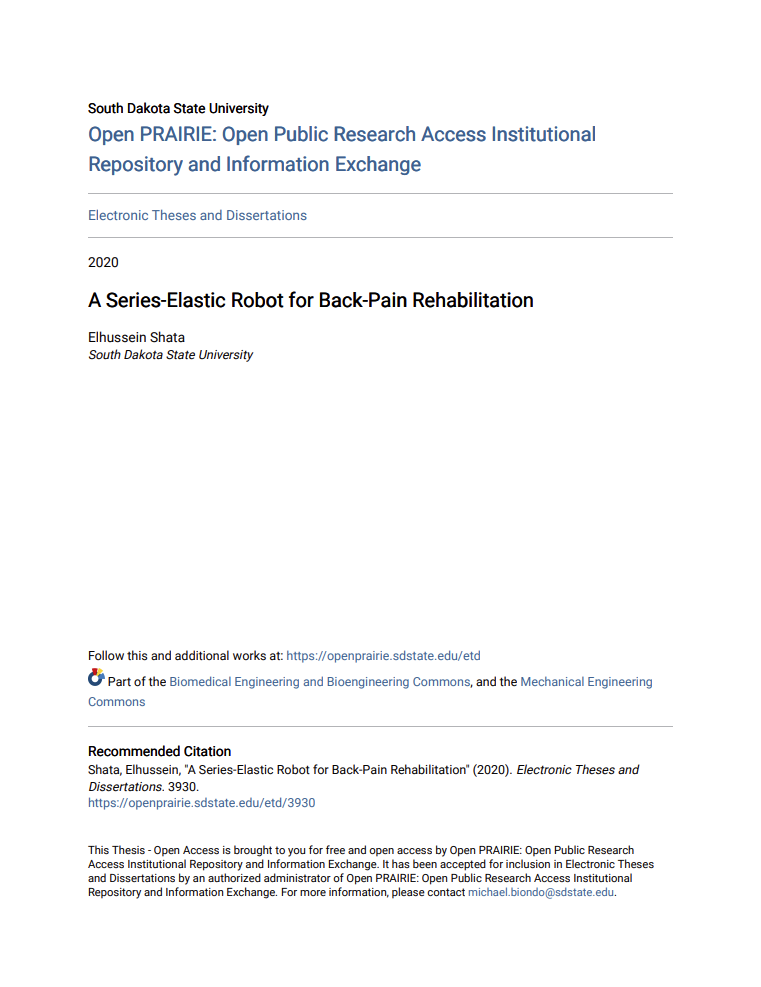 South Dakota State University
Open PRAIRIE: Open Public Research Access Institutional
Repository and Information Exchange
Electronic Theses and Dissertations
2020
A Series-Elastic Robot for Back-Pain Rehabilitation
Elhussein Shata
South Dakota State University
Follow this and additional works at: https://openprairie.sdstate.edu/etd
Part of the Biomedical Engineering and Bioengineering Commons, and the Mechanical Engineering
Commons
Recommended Citation
Shata, Elhussein, "A Series-Elastic Robot for Back-Pain Rehabilitation" (2020). Electronic Theses and
Dissertations. 3930.
https://openprairie.sdstate.edu/etd/3930
This Thesis - Open Access is brought to you for free and open access by Open PRAIRIE: Open Public Research
Access Institutional Repository and Information Exchange. It has been accepted for inclusion in Electronic Theses
and Dissertations by an authorized administrator of Open PRAIRIE: Open Public Research Access Institutional
Repository and Information Exchange. For more information, please contact michael.biondo@sdstate.edu.